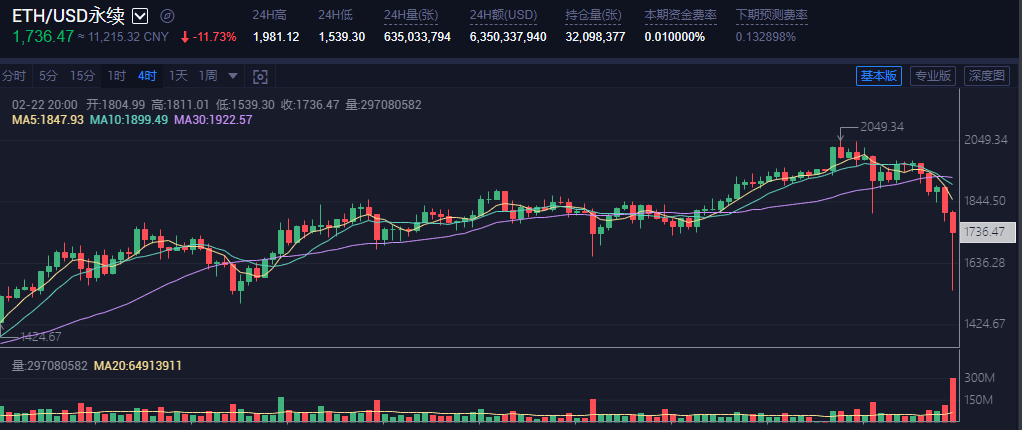 ETH/USD永续
24H高 24H低 24H量(张) 24H额(USD) 持仓量(张) 本期资金费率 下期预测费率
1,736.47 ≈ 11,215.32 CNY -11.73% 1,981.12 1,539.30 635,033,794 6,350,337,940 32,098,377 0.010000% 0.132898%
分时 5分 15分 1时 4时 1天 1周 基本版 专业版 深度图
02-22 20:00 开:1804.99 高:1811.01 低:1539.30 收:1736.47 量:297080582
MA5:1847.93 MA10:1899.49 MA30:1922.57
2049.34
2049.34
1844.50
1736.47
1636.28
1424.67
1424.67
量:297080582 MA20:64913911
300M
150M